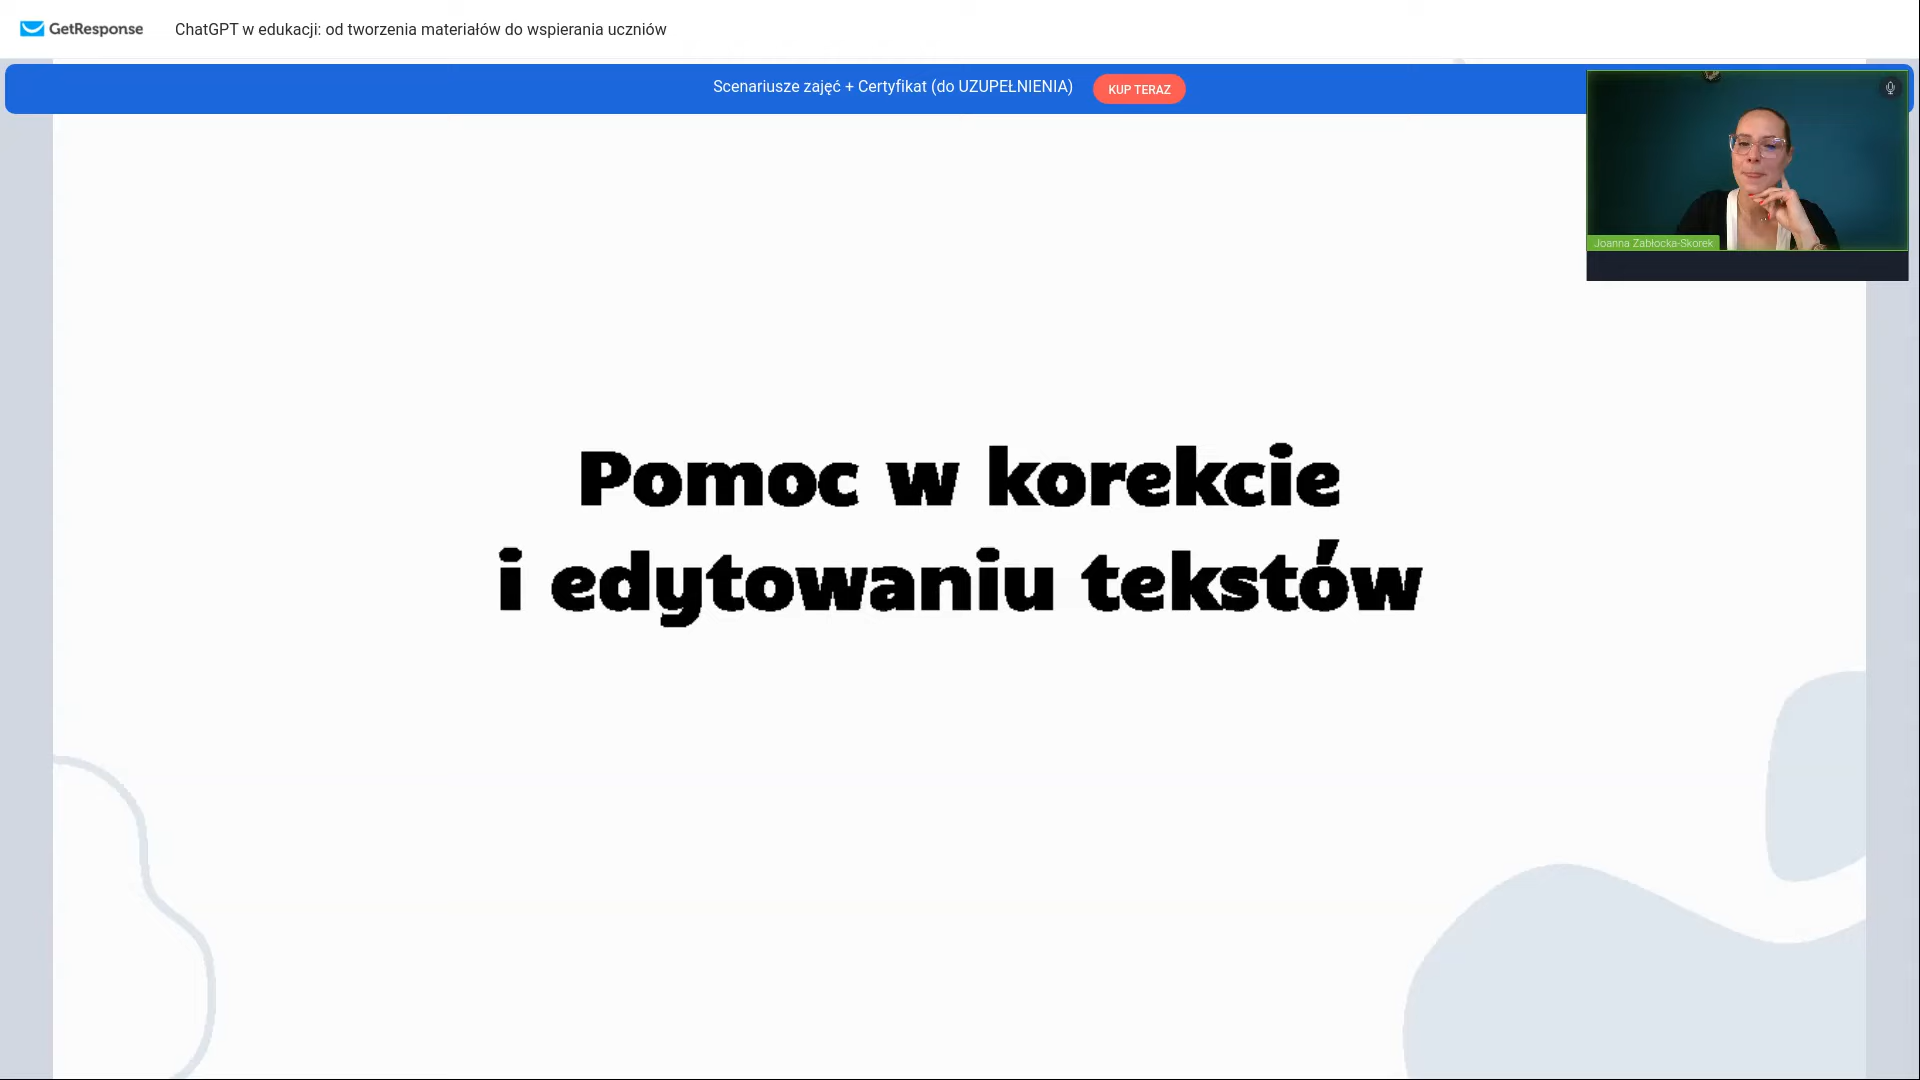 GetResponse
ChatGPT w edukacji: od tworzenia materiałów do wspierania uczniów
Scenariusze zajęć + Certyfikat (do UZUPEŁNIENIA)
KUP TERAZ
Joanna Zabłocka-Skorek
Pomoc w korekcie
i edytowaniu tekstów